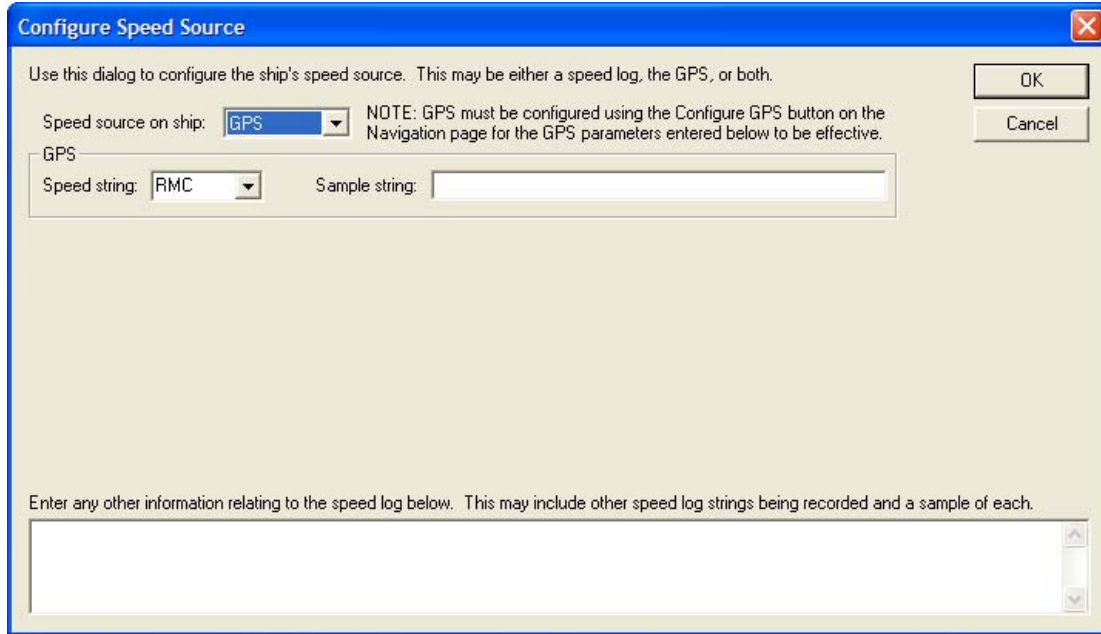 Configure Speed Source
Use this dialog to configure the ship's speed source.  This may be either a speed log, the GPS, or both.
OK
Speed source on ship: GPS
NOTE: GPS must be configured using the Configure GPS button on the
Navigation page for the GPS parameters entered below to be effective.
Cancel
GPS
Speed string: RMC Sample string:
Enter any other information relating to the speed log below.  This may include other speed log strings being recorded and a sample of each.